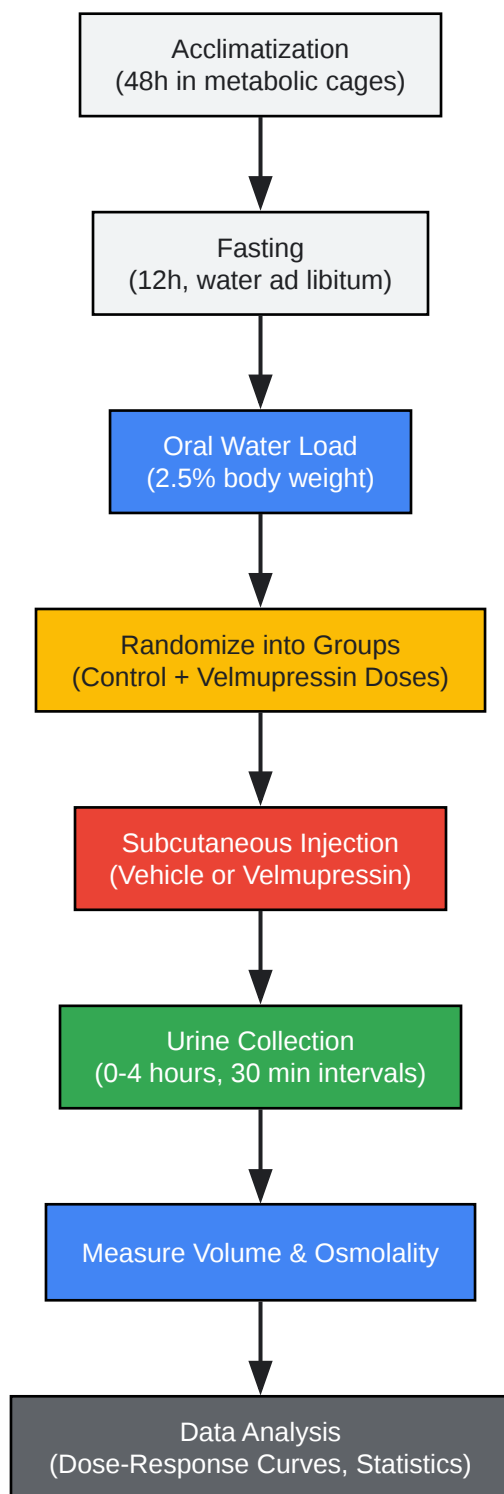 Acclimatization
(48h in metabolic cages)
Fasting
(12h, water ad libitum)
Oral Water Load
(2.5% body weight)
Randomize into Groups
(Control + Velmupressin Doses)
Subcutaneous Injection
(Vehicle or Velmupressin)
Urine Collection
(0-4 hours, 30 min intervals)
Measure Volume & Osmolality
Data Analysis
(Dose-Response Curves, Statistics)